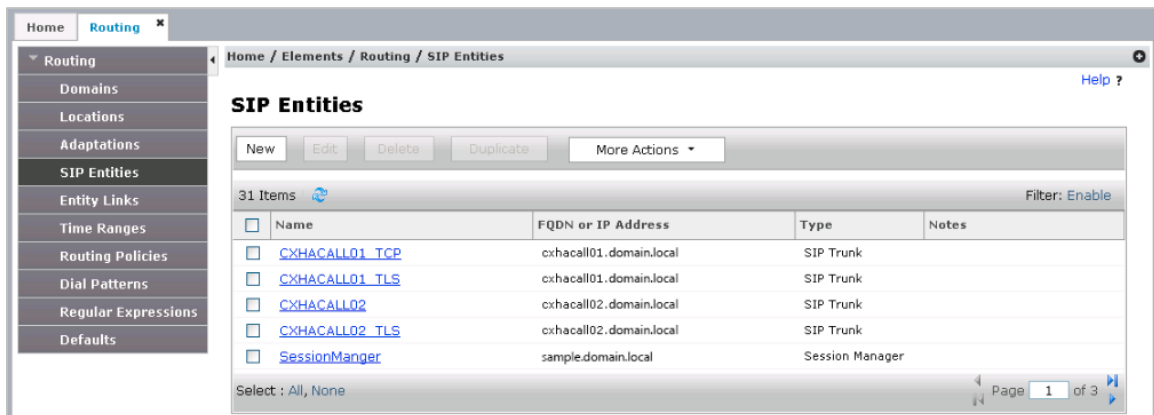 Home Routing ×
Routing
Domains
Locations
Adaptations
SIP Entities
Entity Links
Time Ranges
Routing Policies
Dial Patterns
Regular Expressions
Defaults
Home / Elements / Routing / SIP Entities
Help ?
SIP Entities
New Edit Delete Duplicate More Actions
31 Items Filter: Enable
Name FQDN or IP Address Type Notes
CXHACALL01_TCP cxhacall01.domain.local SIP Trunk
CXHACALL01_TLS cxhacall01.domain.local SIP Trunk
CXHACALL02 cxhacall02.domain.local SIP Trunk
CXHACALL02_TLS cxhacall02.domain.local SIP Trunk
SessionManger sample.domain.local Session Manager
Select : All, None Page 1 of 3